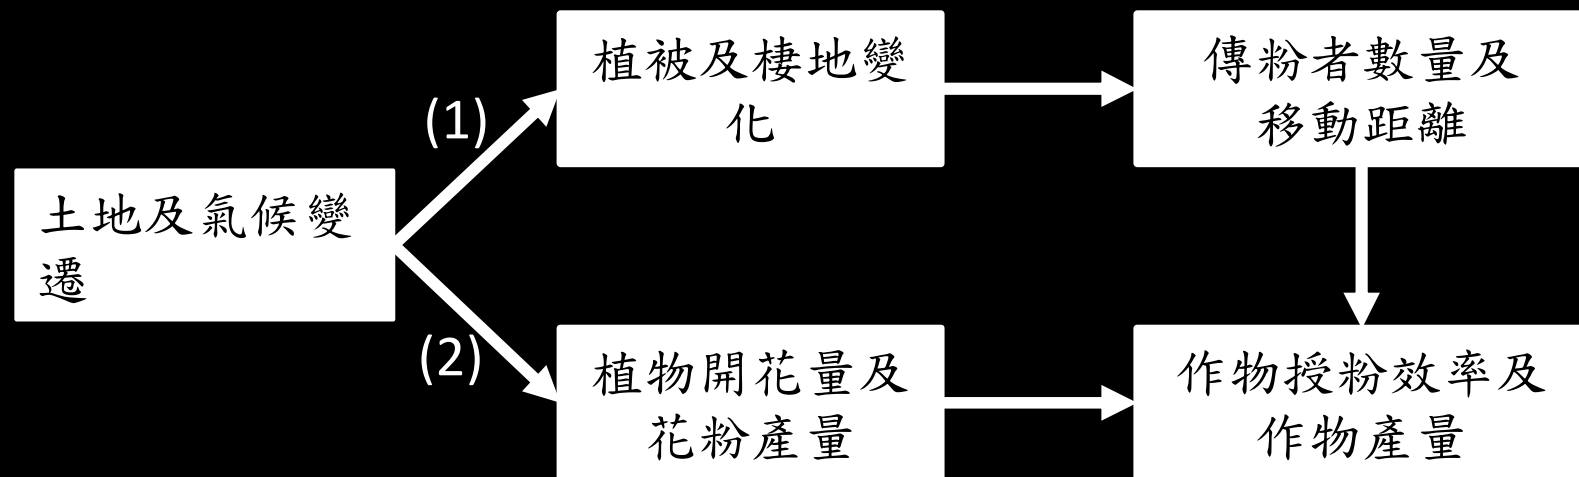 植被及棲地變
化
傳粉者數量及
移動距離
(1)
土地及氣候變
遷
(2)
植物開花量及
花粉產量
作物授粉效率及
作物產量